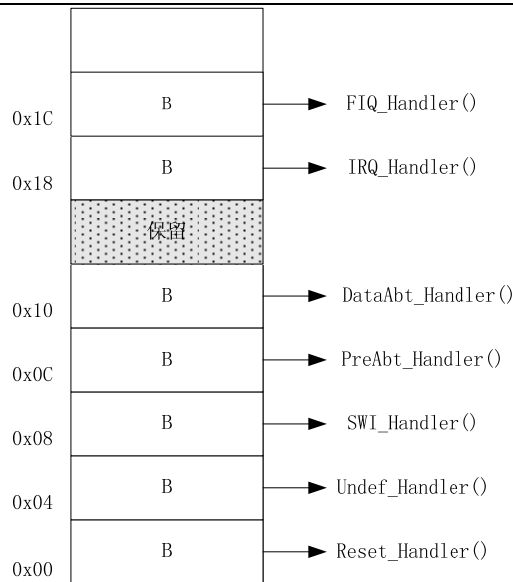 B FIQ_Handler()
0x1C
B IRQ_Handler()
0x18
保留
B DataAbt_Handler()
0x10
B PreAbt_Handler()
0x0C
B SWI_Handler()
0x08
B Undef_Handler()
0x04
B Reset_Handler()
0x00